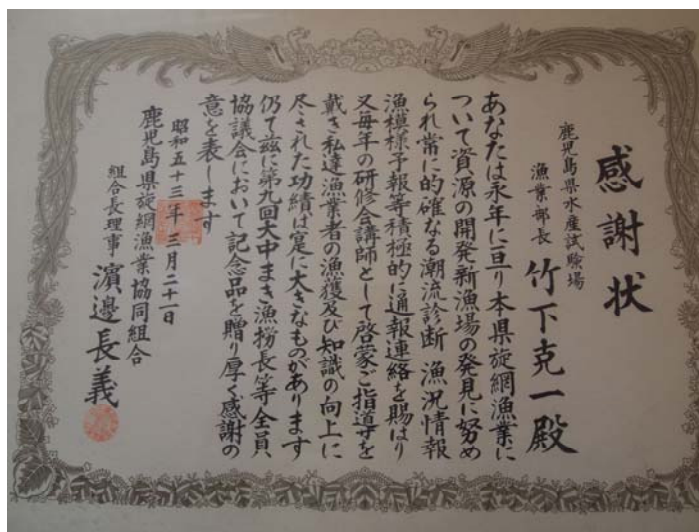 感謝状
鹿児島県水産試験場
漁業部長 竹下克一殿
あなたは永年に亘り本県旋網漁業に
ついて資源の開発新漁場の発見に努め
られ常に的確なる潮流診断 漁況情報
漁模様予報等積極的に通報連絡を賜はり
又毎年の研修会講師として啓蒙ご指導を
戴き私達漁業者の漁獲及び知識の向上に
尽された功績は寔に大きなものがあります
仍て茲に第九回大中まき漁撈長等全員
協議会において記念品を贈り厚く感謝の
意を表します
昭和五十三年三月二十一日
鹿児島県旋網漁業協同組合
組合長理事 濱邊長義